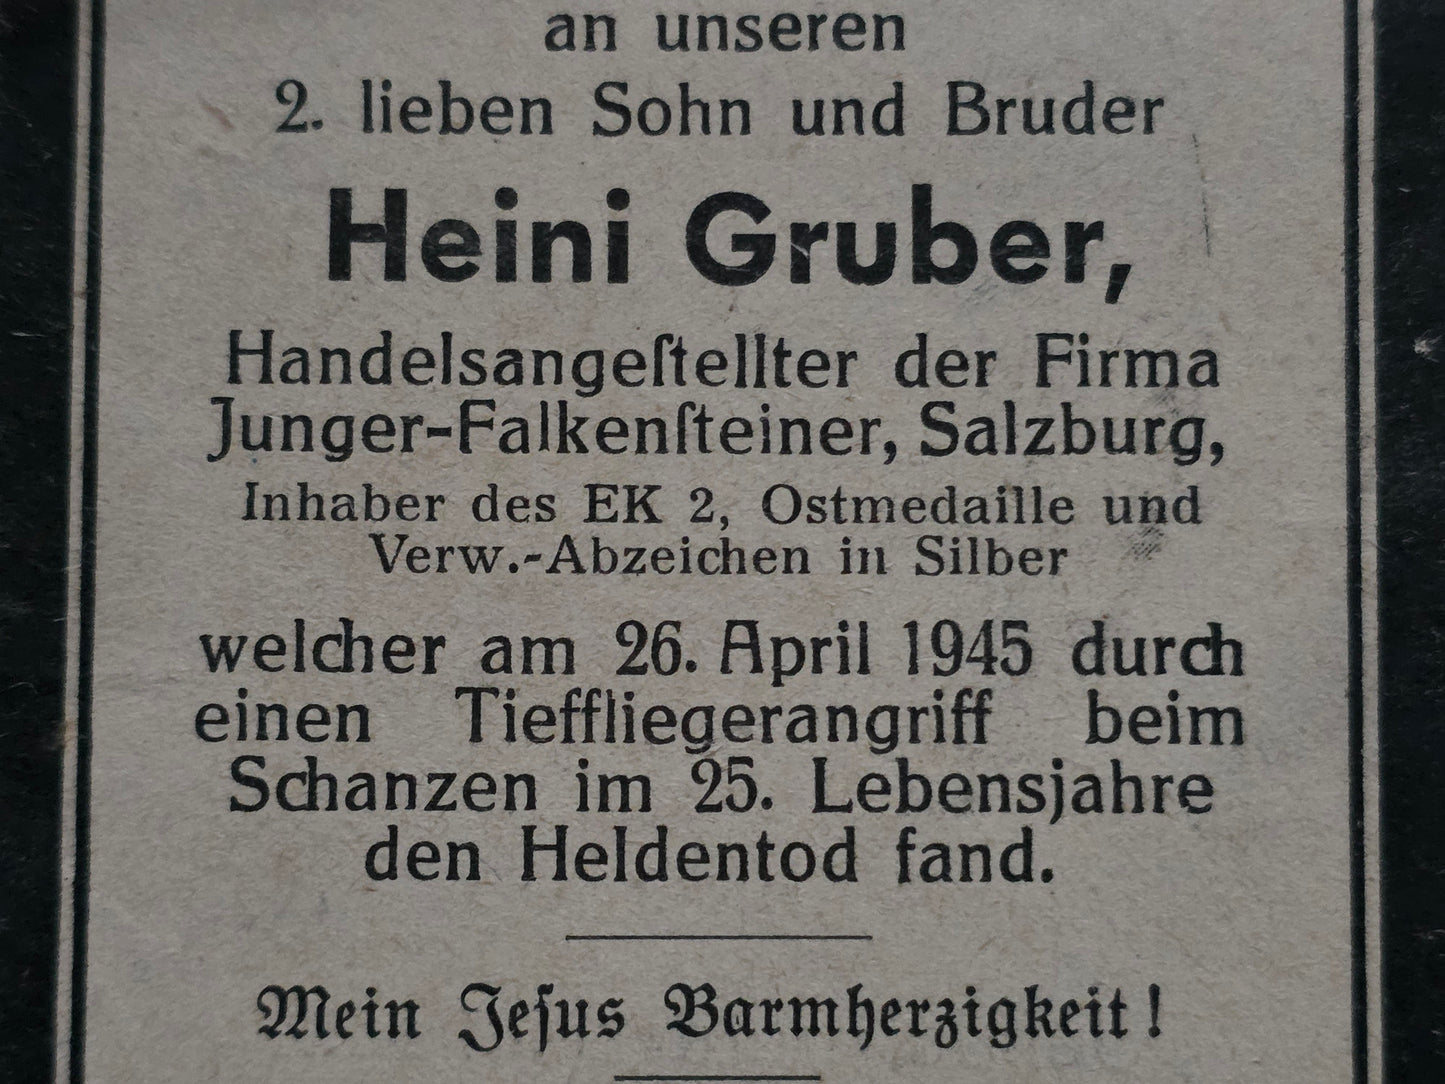 an unseren
2. lieben Sohn und Bruder
Heini Gruber,
Handelsangeſtellter der Firma
Junger-Falkenſteiner, Salzburg,
Inhaber des EK 2, Ostmedaille und
Verw.-Abzeichen in Silber
welcher am 26. April 1945 durch
einen Tieffliegerangriff beim
Schanzen im 25. Lebensjahre
den Heldentod fand.
Mein Jeſus Barmherzigkeit!